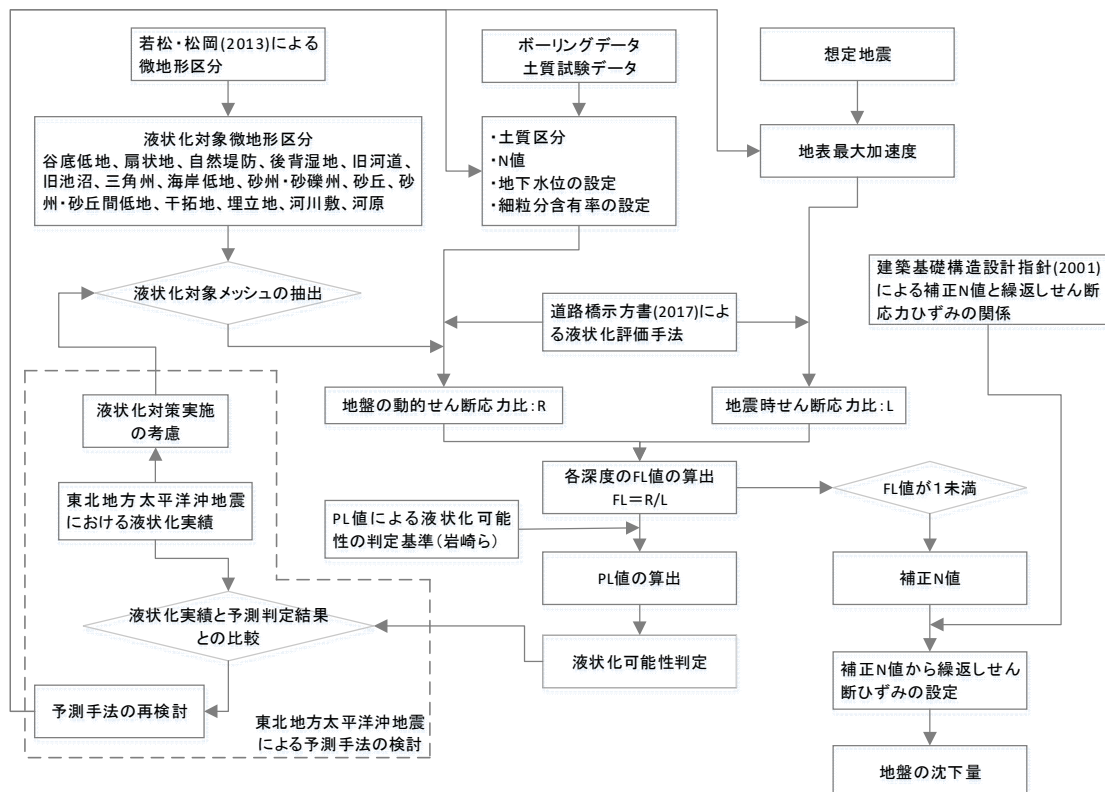 若松・松岡(2013)による
微地形区分
ボーリングデータ
土質試験データ
想定地震
液状化対象微地形区分
谷底低地、扇状地、自然堤防、後背湿地、旧河道、
旧池沼、三角州、海岸低地、砂州・砂礫州、砂丘、砂
州・砂丘間低地、干拓地、埋立地、河川敷、河原
・土質区分
・N値
・地下水位の設定
・細粒分含有率の設定
地表最大加速度
液状化対象メッシュの抽出
道路橋示方書(2017)によ
る液状化評価手法
建築基礎構造設計指針(2001)
による補正N値と繰返しせん断
応力ひずみの関係
地盤の動的せん断応力比:R
地震時せん断応力比:L
液状化対策実施
の考慮
各深度のFL値の算出
FL=R/L
FL値が1未満
東北地方太平洋沖地震
における液状化実績
PL値による液状化可能
性の判定基準(岩崎ら)
PL値の算出
補正N値
液状化実績と予測判定結果
との比較
液状化可能性判定
補正N値から繰返しせん
断ひずみの設定
予測手法の再検討
東北地方太平洋沖地震
による予測手法の検討
地盤の沈下量